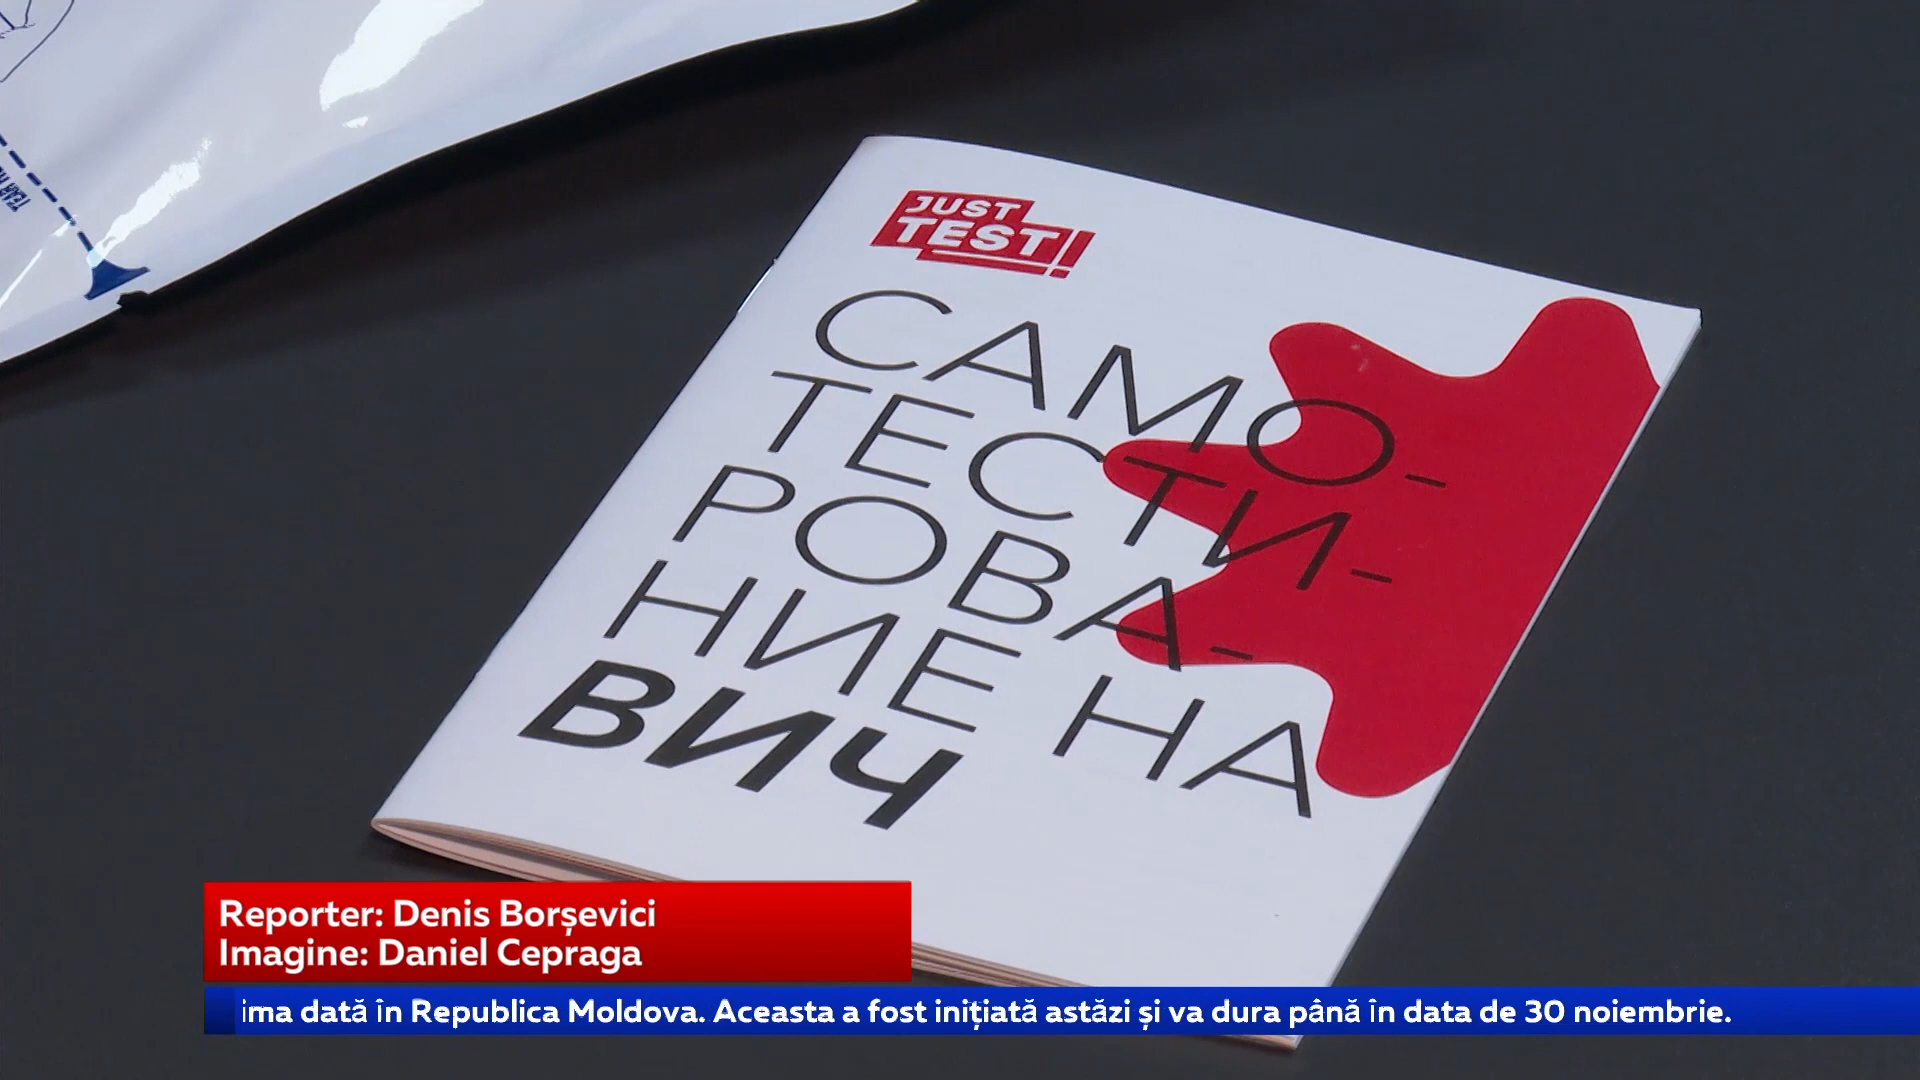 JUST
TEST!
САМО-
ТЕСТИ-
РОВА-
НИЕ НА
ВИЧ
Reporter: Denis Borșevici
Imagine: Daniel Cepraga
ima dată în Republica Moldova. Aceasta a fost inițiată astăzi și va dura până în data de 30 noiembrie.